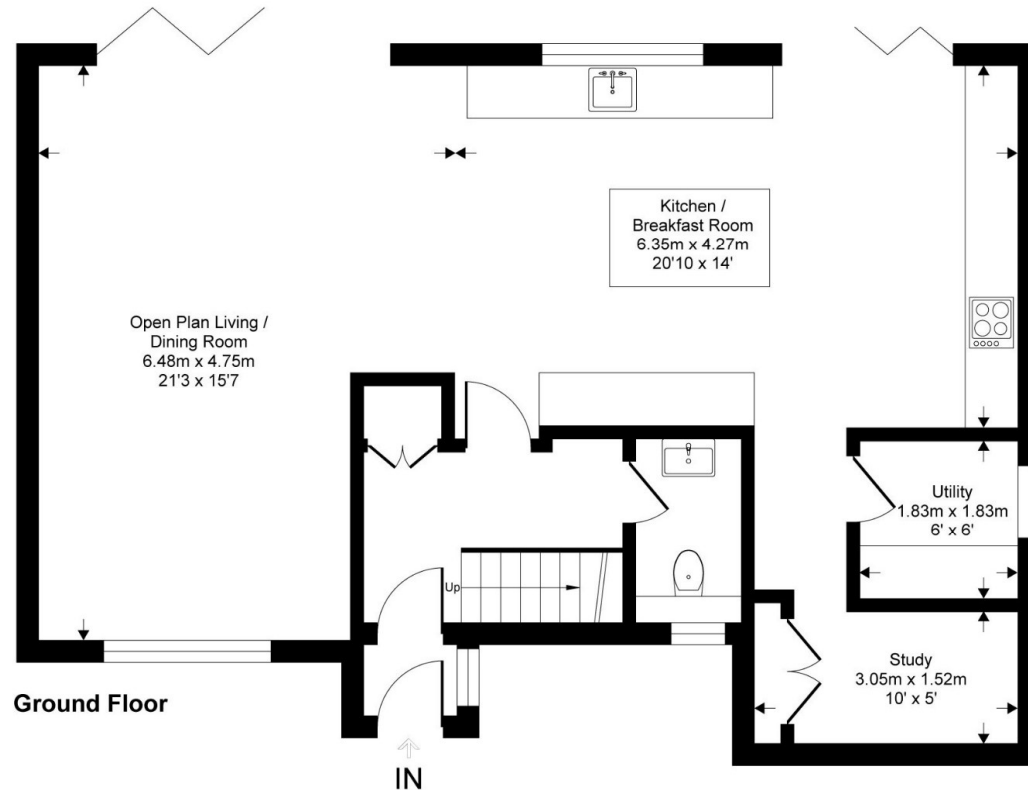 Kitchen /
Breakfast Room
6.35m x 4.27m
20'10 x 14'
Open Plan Living /
Dining Room
6.48m x 4.75m
21'3 x 15'7
Utility
1.83m x 1.83m
6' x 6'
Up
Study
3.05m x 1.52m
10' x 5'
Ground Floor
IN